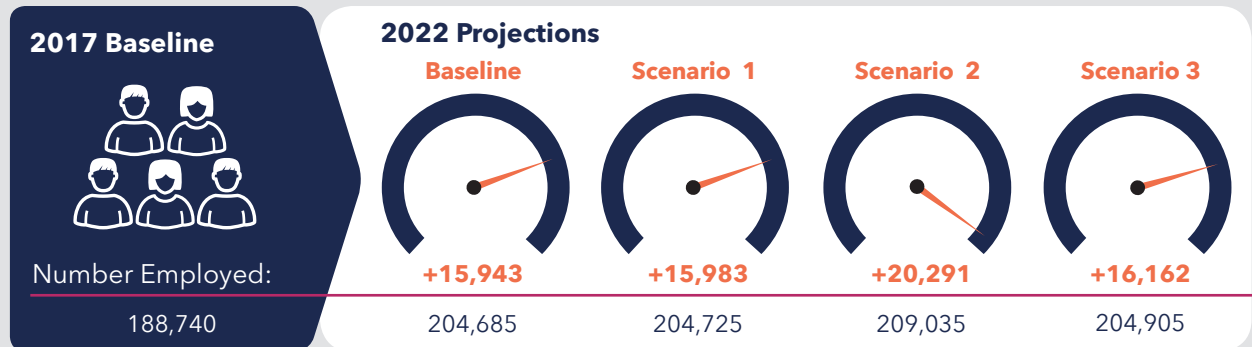 2017 Baseline
Number Employed:
188,740
2022 Projections
Baseline
+15,943
204,685
Scenario 1
+15,983
204,725
Scenario 2
+20,291
209,035
Scenario 3
+16,162
204,905